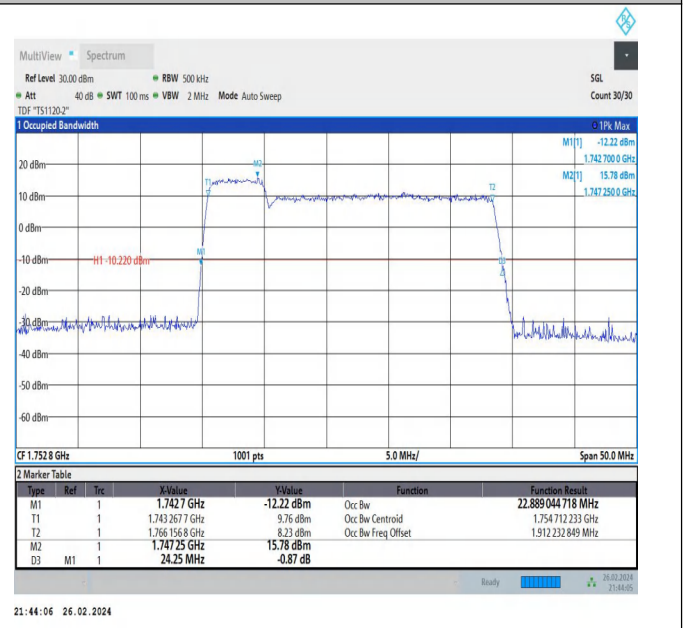 R S
MultiView Spectrum
Ref Level 30.00 dBm RBW 500 kHz SGL
Att 40 dB SWT 100 ms VBW 2 MHz Mode Auto Sweep Count 30/30
TDF "TS1120-2"
1 Occupied Bandwidth 1Pk Max
M1[1] -12.22 dBm
1.742 700 0 GHz
M2[1] 15.78 dBm
1.747 250 0 GHz
20 dBm
M2
T1
T2
10 dBm
0 dBm
M1
-10 dBm H1 -10.220 dBm
D3
-20 dBm
-30 dBm
-40 dBm
-50 dBm
-60 dBm
CF 1.752 8 GHz 1001 pts 5.0 MHz/ Span 50.0 MHz
2 Marker Table
Type Ref Trc X-Value Y-Value Function Function Result
M1 1 1.742 7 GHz -12.22 dBm Occ Bw 22.889 044 718 MHz
T1 1 1.743 267 7 GHz 9.76 dBm Occ Bw Centroid 1.754 712 233 GHz
T2 1 1.766 156 8 GHz 8.23 dBm Occ Bw Freq Offset 1.912 232 849 MHz
M2 1 1.747 25 GHz 15.78 dBm
D3 M1 1 24.25 MHz -0.87 dB
Ready 26.02.2024
21:44:05
21:44:06 26.02.2024